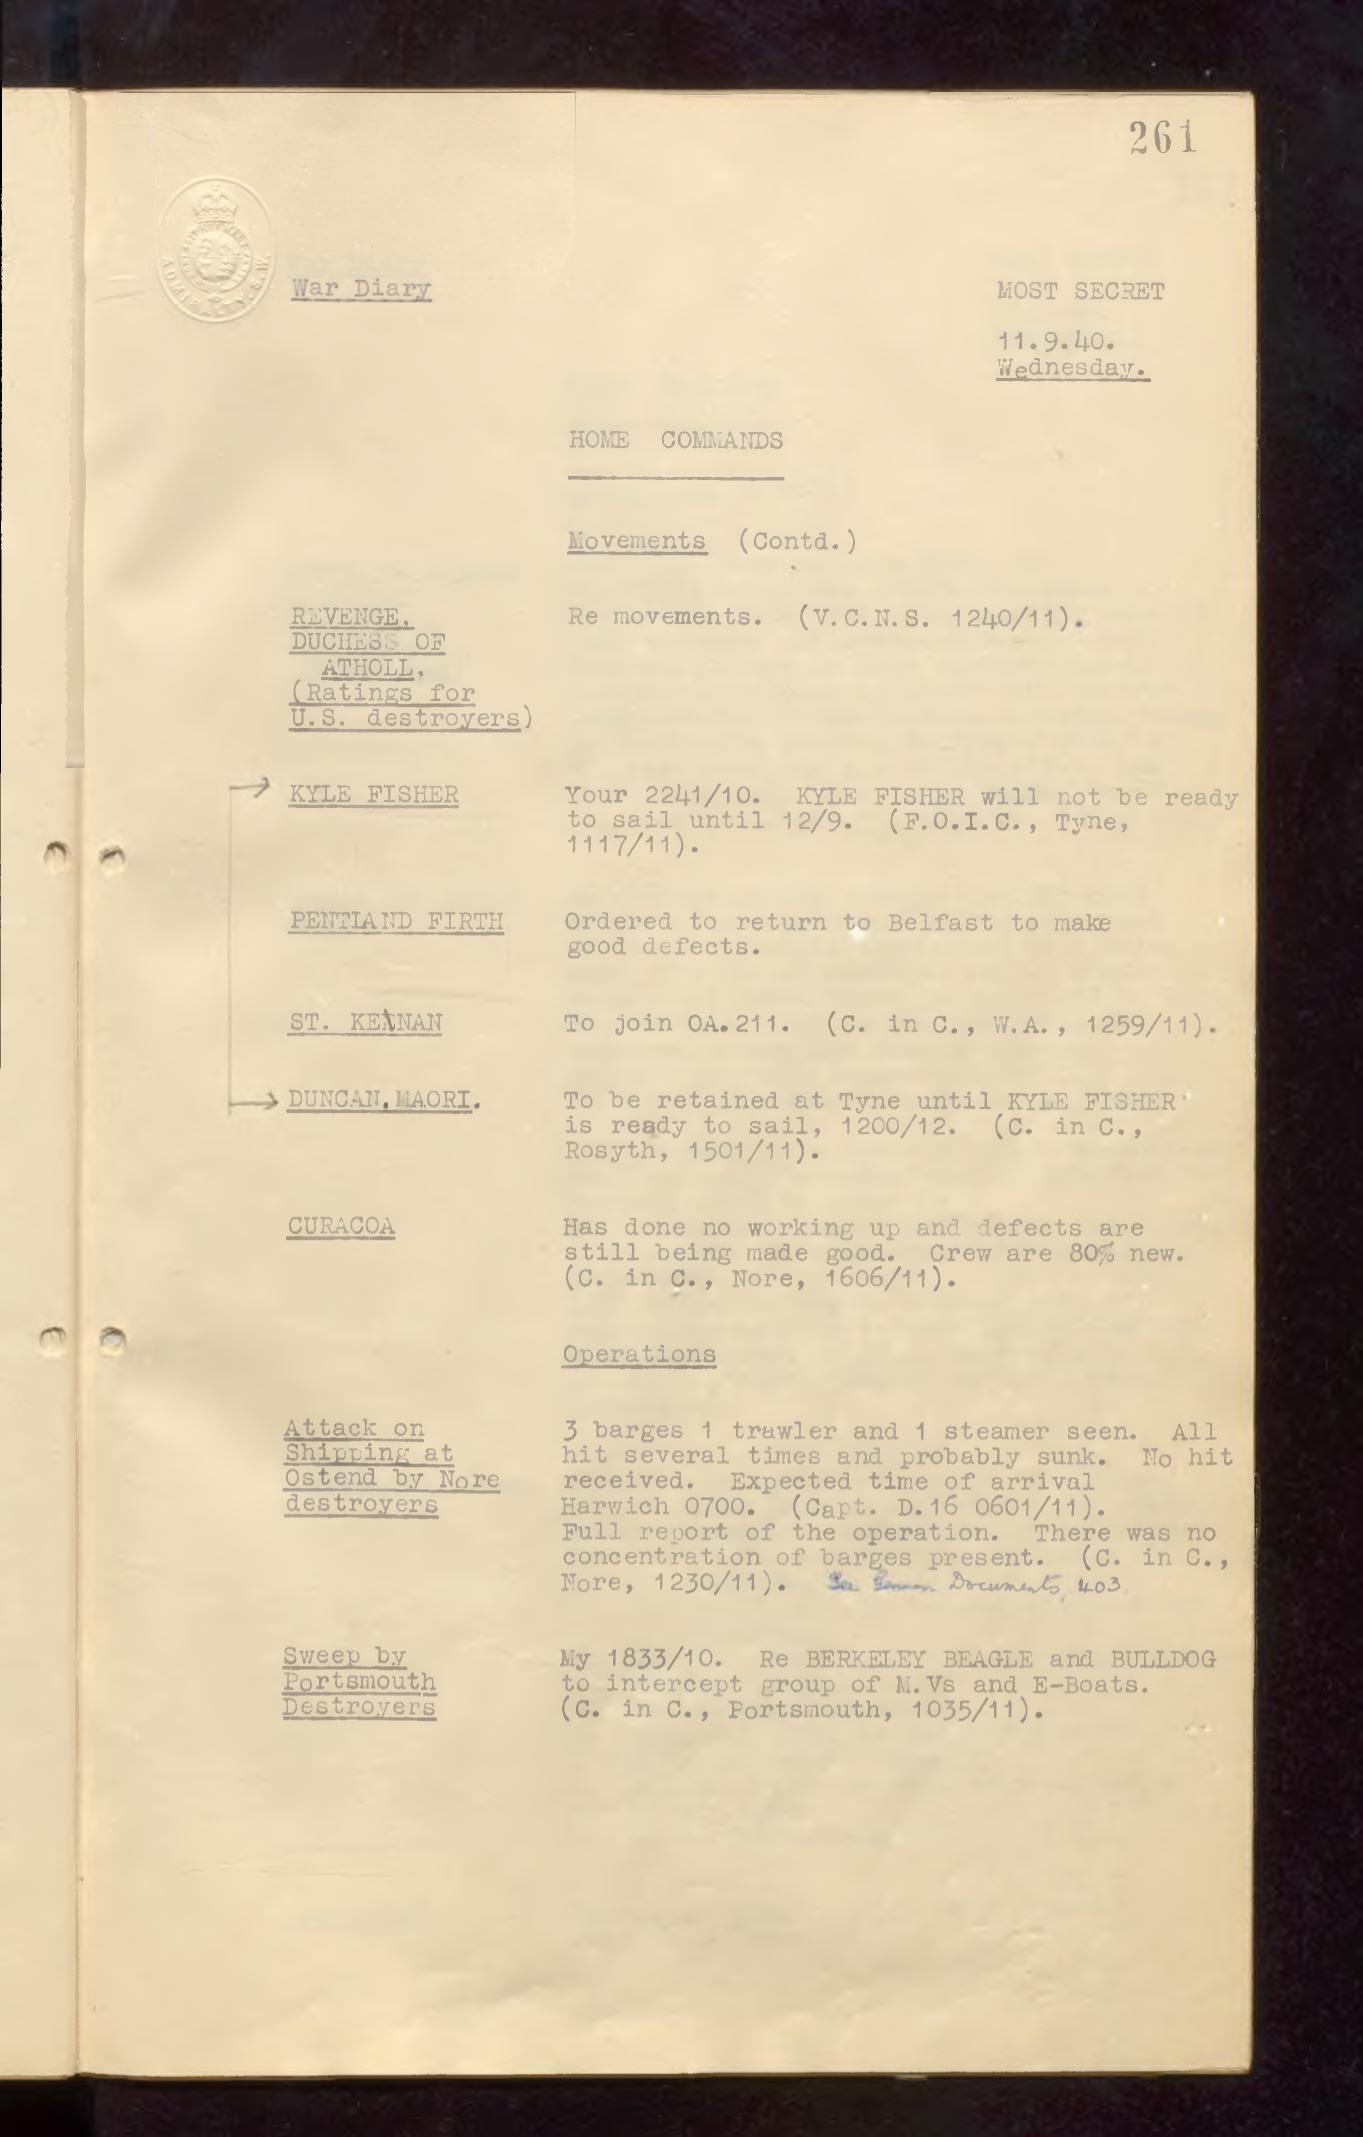 261
ADMIRALTY. S.W.
War Diary
MOST SECRET
11.9.40.
Wednesday.
HOME COMMANDS
Movements (Contd.)
REVENGE.
DUCHESS OF
ATHOLL.
(Ratings for
U.S. destroyers)
Re movements. (V.C.N.S. 1240/11).
KYLE FISHER
Your 2241/10. KYLE FISHER will not be ready
to sail until 12/9. (F.O.I.C., Tyne,
1117/11).
PENTLAND FIRTH
Ordered to return to Belfast to make
good defects.
ST. KENNAN
To join OA.211. (C. in C., W.A., 1259/11).
DUNCAN.MAORI.
To be retained at Tyne until KYLE FISHER
is ready to sail, 1200/12. (C. in C.,
Rosyth, 1501/11).
CURACOA
Has done no working up and defects are
still being made good. Crew are 80% new.
(C. in C., Nore, 1606/11).
Operations
Attack on
Shipping at
Ostend by Nore
destroyers
3 barges 1 trawler and 1 steamer seen. All
hit several times and probably sunk. No hit
received. Expected time of arrival
Harwich 0700. (Capt. D.16 0601/11).
Full report of the operation. There was no
concentration of barges present. (C. in C.,
Nore, 1230/11). See German Documents 403
Sweep by
Portsmouth
Destroyers
My 1833/10. Re BERKELEY BEAGLE and BULLDOG
to intercept group of M.Vs and E-Boats.
(C. in C., Portsmouth, 1035/11).